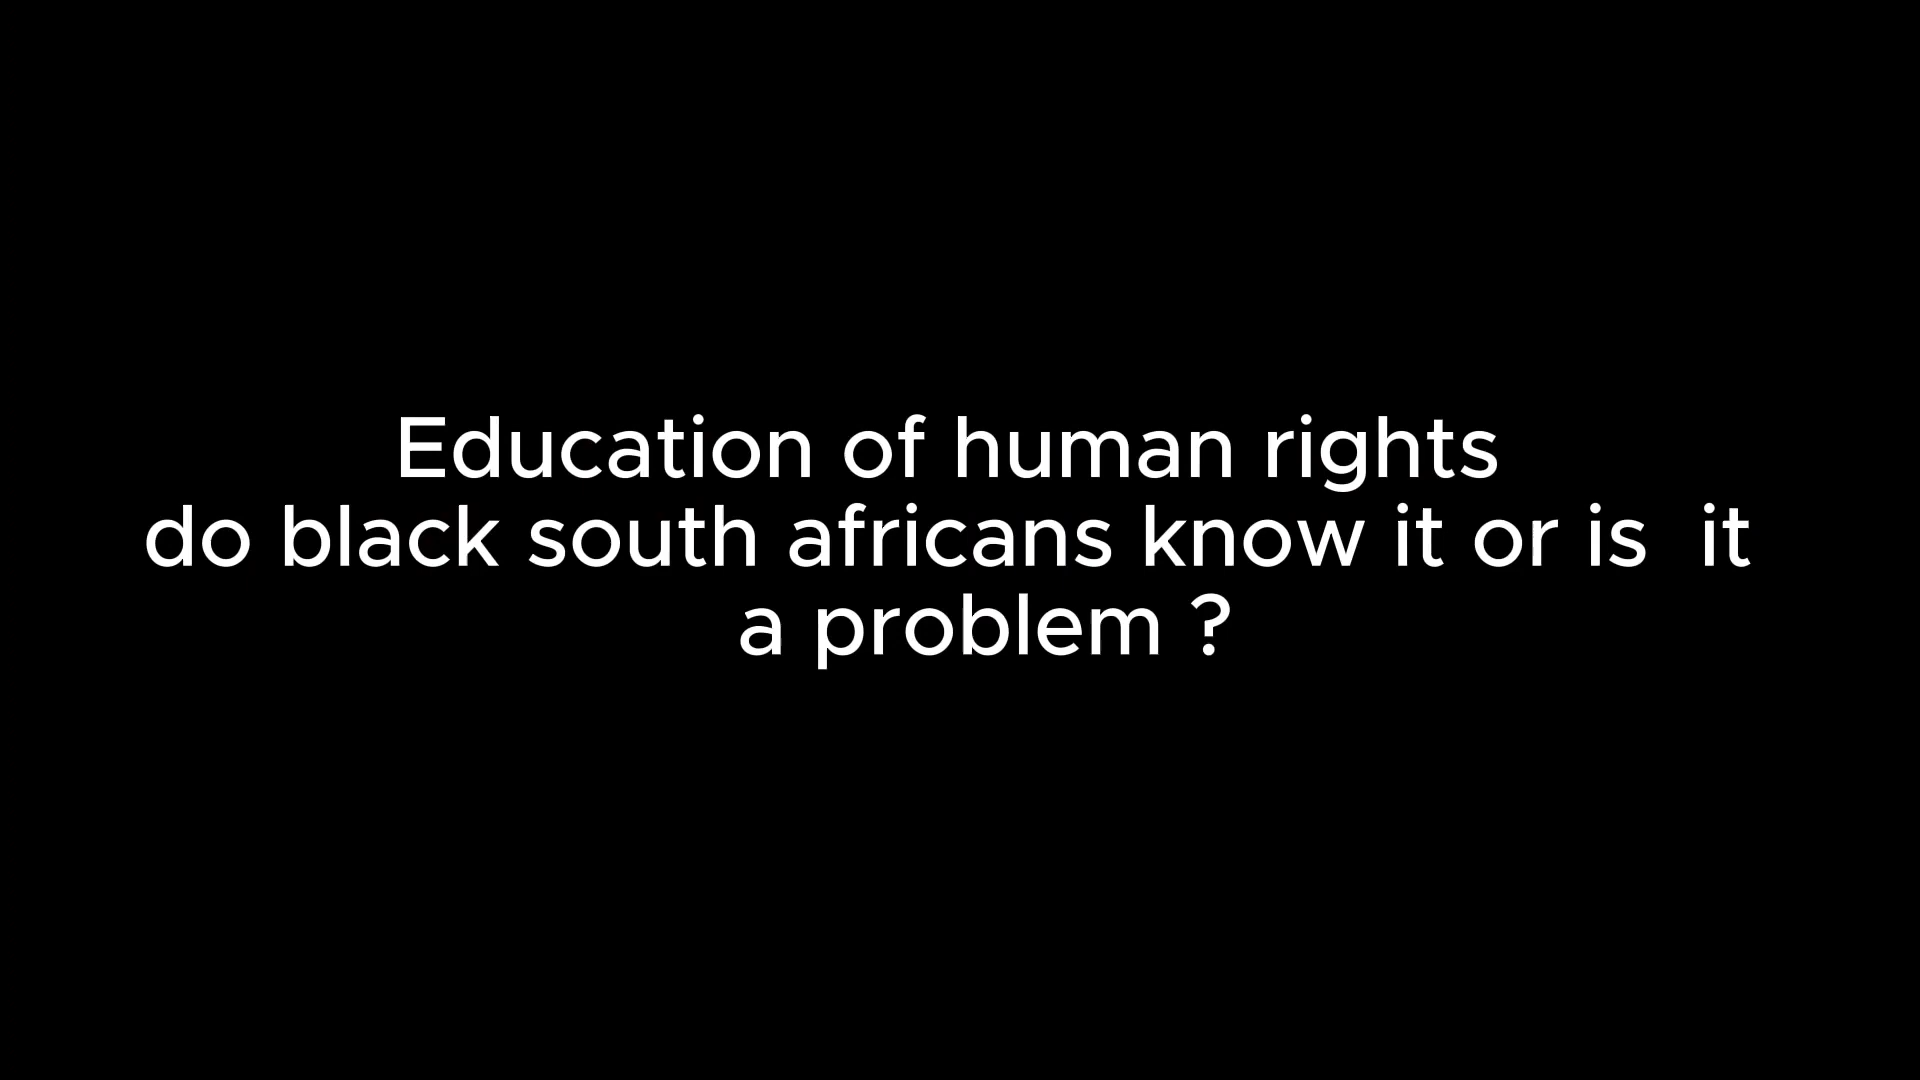 Education of human rights
do black south africans know it or is  it
a problem ?